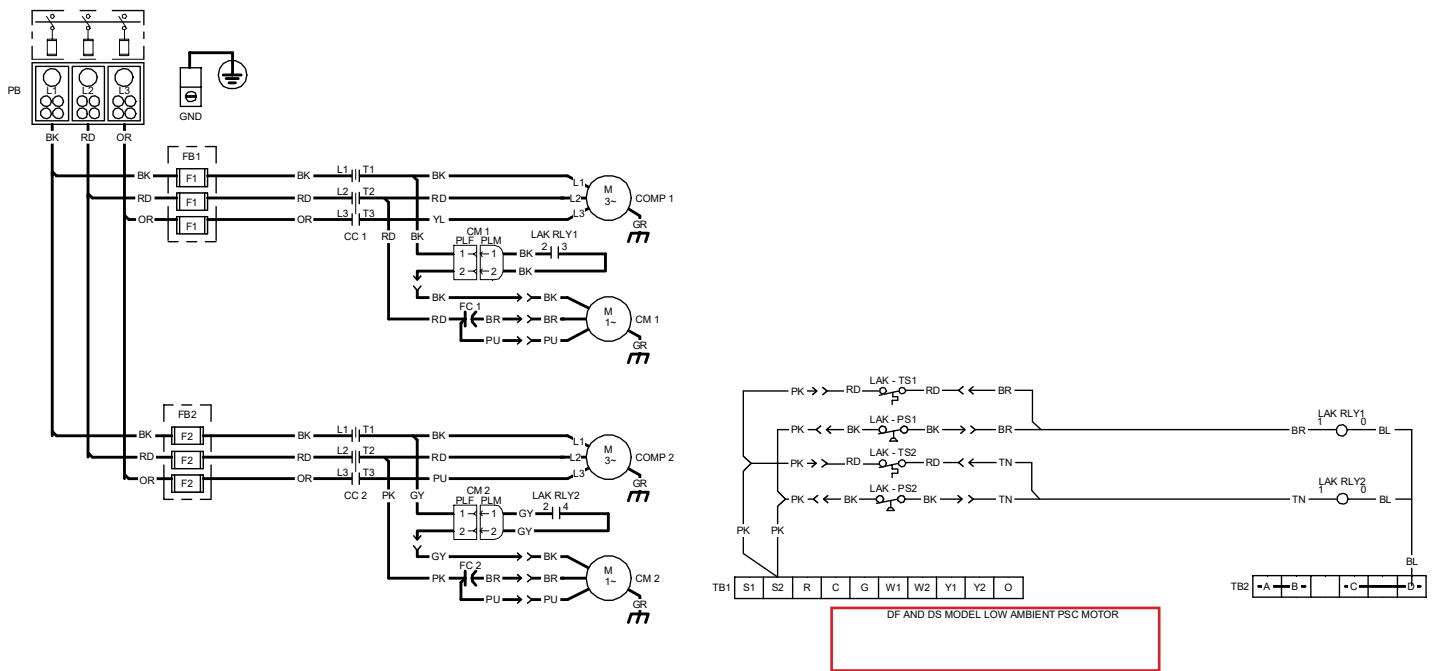 PB
L1 L2 L3
GND
BK RD OR
FB1
BK F1 BK L1 T1 BK L1
RD F1 RD L2 T2 RD L2
OR F1 OR L3 T3 YL L3
M
3~
COMP 1
GR
CC 1
RD
BK
CM 1
PLF PLM
LAK RLY1
1 1 BK 2 3
2 2 BK
BK BK
FC 1
RD BR BR
PU PU
M
1~
CM 1
GR
FB2
BK F2 BK L1 T1 BK L1
RD F2 RD L2 T2 RD L2
OR F2 OR L3 T3 PU L3
M
3~
COMP 2
GR
CC 2
PK
GY
CM 2
PLF PLM
LAK RLY2
1 1 GY 2 4
2 2 GY
GY BK
FC 2
PK BR BR
PU PU
M
1~
CM 2
GR
LAK - TS1
PK RD RD BR
LAK - PS1
PK BK BK BR
LAK RLY1
BR 1 0 BL
LAK - TS2
PK RD RD TN
LAK - PS2
PK BK BK TN
LAK RLY2
TN 1 0 BL
PK PK
BL
TB1 S1 S2 R C G W1 W2 Y1 Y2 O
TB2 A B C D
DF AND DS MODEL LOW AMBIENT PSC MOTOR